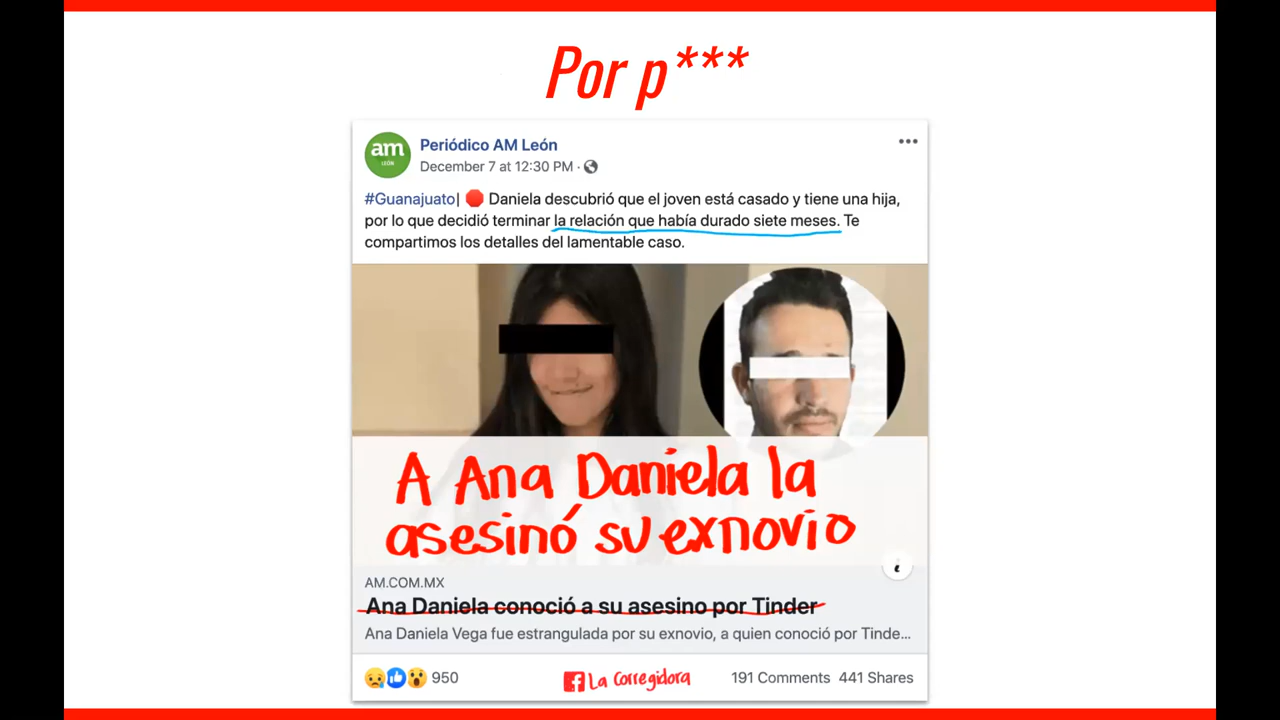 Por p***
am
LEÓN
Periódico AM León
December 7 at 12:30 PM ·
#Guanajuato| 🛑 Daniela descubrió que el joven está casado y tiene una hija,
por lo que decidió terminar la relación que había durado siete meses. Te
compartimos los detalles del lamentable caso.
A Ana Daniela la
asesinó su exnovio
i
AM.COM.MX
Ana Daniela conoció a su asesino por Tinder
Ana Daniela Vega fue estrangulada por su exnovio, a quien conoció por Tinde...
950
La Corregidora
191 Comments 441 Shares